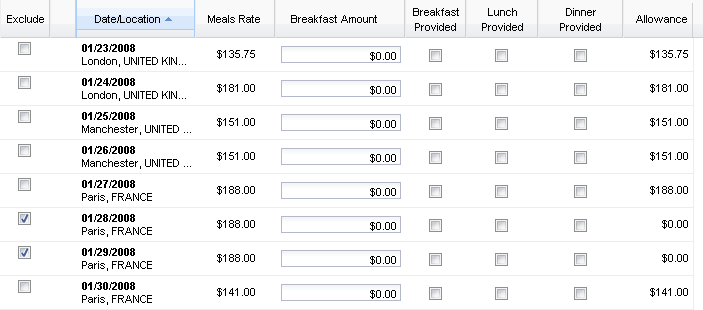 Exclude Date/Location Meals Rate Breakfast Amount Breakfast Provided Lunch Provided Dinner Provided Allowance
01/23/2008 $135.75 $0.00 $135.75
London, UNITED KIN...
01/24/2008 $181.00 $0.00 $181.00
London, UNITED KIN...
01/25/2008 $151.00 $0.00 $151.00
Manchester, UNITED ...
01/26/2008 $151.00 $0.00 $151.00
Manchester, UNITED ...
01/27/2008 $188.00 $0.00 $188.00
Paris, FRANCE
01/28/2008 $188.00 $0.00 $0.00
Paris, FRANCE
01/29/2008 $188.00 $0.00 $0.00
Paris, FRANCE
01/30/2008 $141.00 $0.00 $141.00
Paris, FRANCE